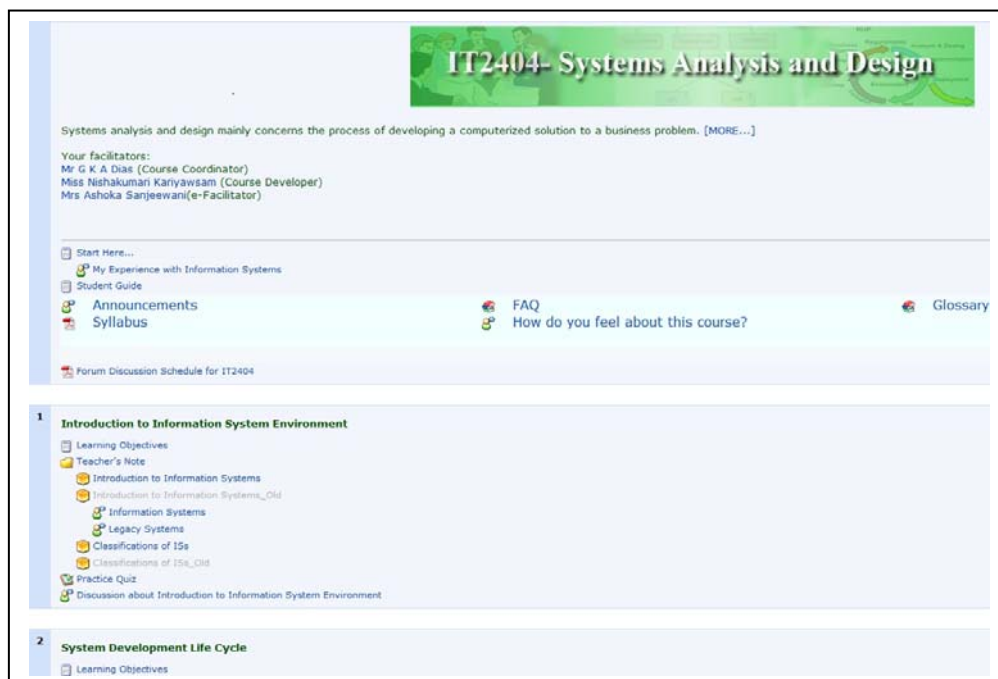 IT2404- Systems Analysis and Design
Systems analysis and design mainly concerns the process of developing a computerized solution to a business problem. [MORE...]
Your facilitators:
Mr G K A Dias (Course Coordinator)
Miss Nishakumari Kariyawsam (Course Developer)
Mrs Ashoka Sanjeewani(e-Facilitator)
Start Here...
My Experience with Information Systems
Student Guide
Announcements FAQ Glossary
Syllabus How do you feel about this course?
Forum Discussion Schedule for IT2404
1 Introduction to Information System Environment
Learning Objectives
Teacher's Note
Introduction to Information Systems
Introduction to Information Systems_Old
Information Systems
Legacy Systems
Classifications of ISs
Classifications of ISs_Old
Practice Quiz
Discussion about Introduction to Information System Environment
2 System Development Life Cycle
Learning Objectives